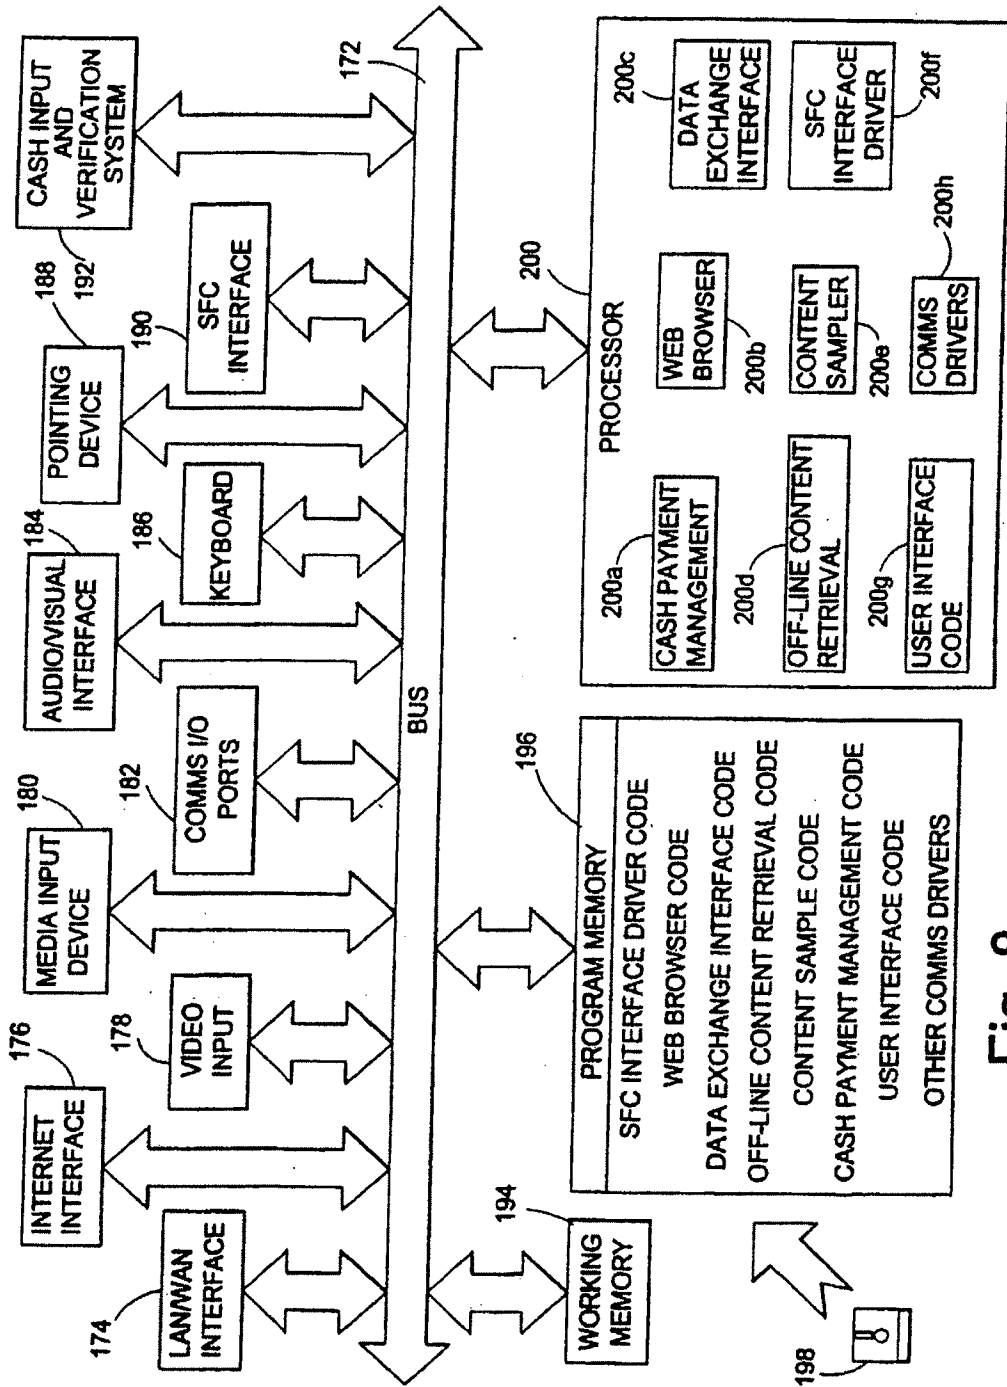 CASH INPUT
AND
VERIFICATION
SYSTEM
192
188
POINTING
DEVICE
190
SFC
INTERFACE
184
AUDIO/VISUAL
INTERFACE
186
KEYBOARD
180
MEDIA INPUT
DEVICE
182
COMMS I/O
PORTS
176
INTERNET
INTERFACE
178
VIDEO
INPUT
174
LAN/WAN
INTERFACE
172
BUS
194
WORKING
MEMORY
198
196
PROGRAM MEMORY
SFC INTERFACE DRIVER CODE
WEB BROWSER CODE
DATA EXCHANGE INTERFACE CODE
OFF-LINE CONTENT RETRIEVAL CODE
CONTENT SAMPLE CODE
CASH PAYMENT MANAGEMENT CODE
USER INTERFACE CODE
OTHER COMMS DRIVERS
200
PROCESSOR
200a
CASH PAYMENT
MANAGEMENT
WEB
BROWSER
200b
200c
DATA
EXCHANGE
INTERFACE
200d
OFF-LINE CONTENT
RETRIEVAL
CONTENT
SAMPLER
200e
SFC
INTERFACE
DRIVER
200f
200g
USER INTERFACE
CODE
200h
COMMS
DRIVERS